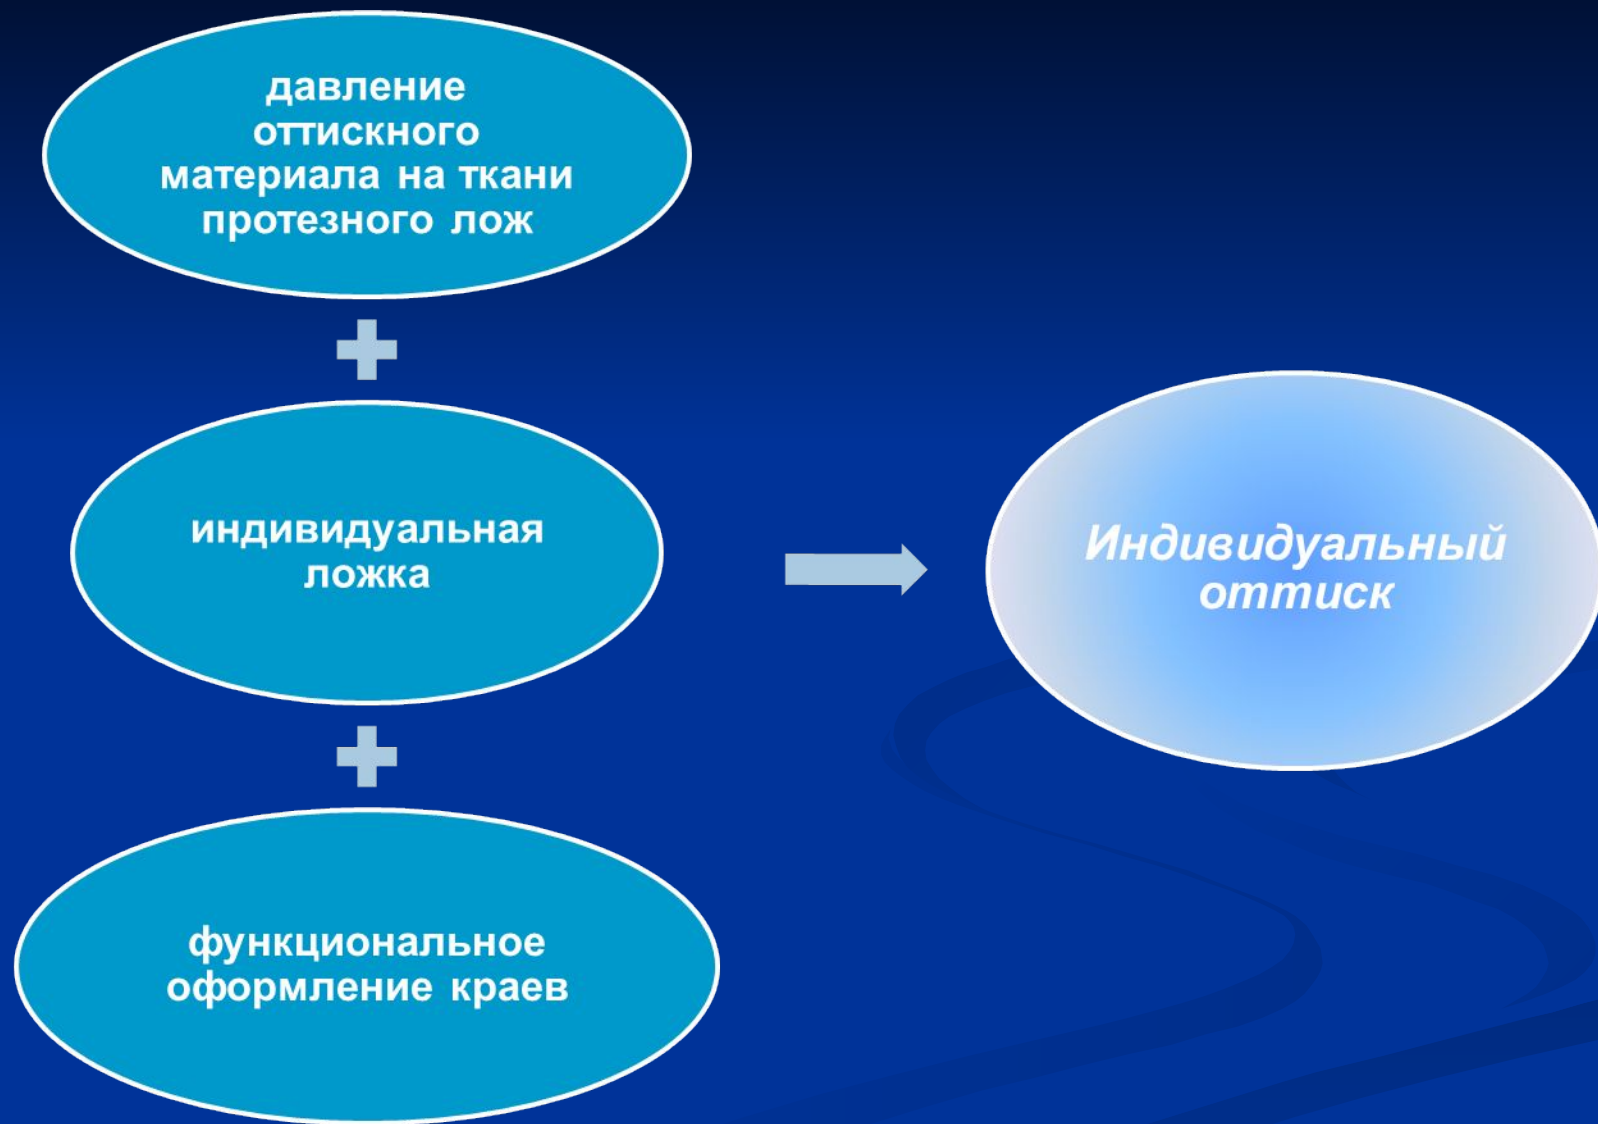 давление
оттискного
материала на ткани
протезного лож
индивидуальная
ложка
функциональное
оформление краев
Индивидуальный
оттиск